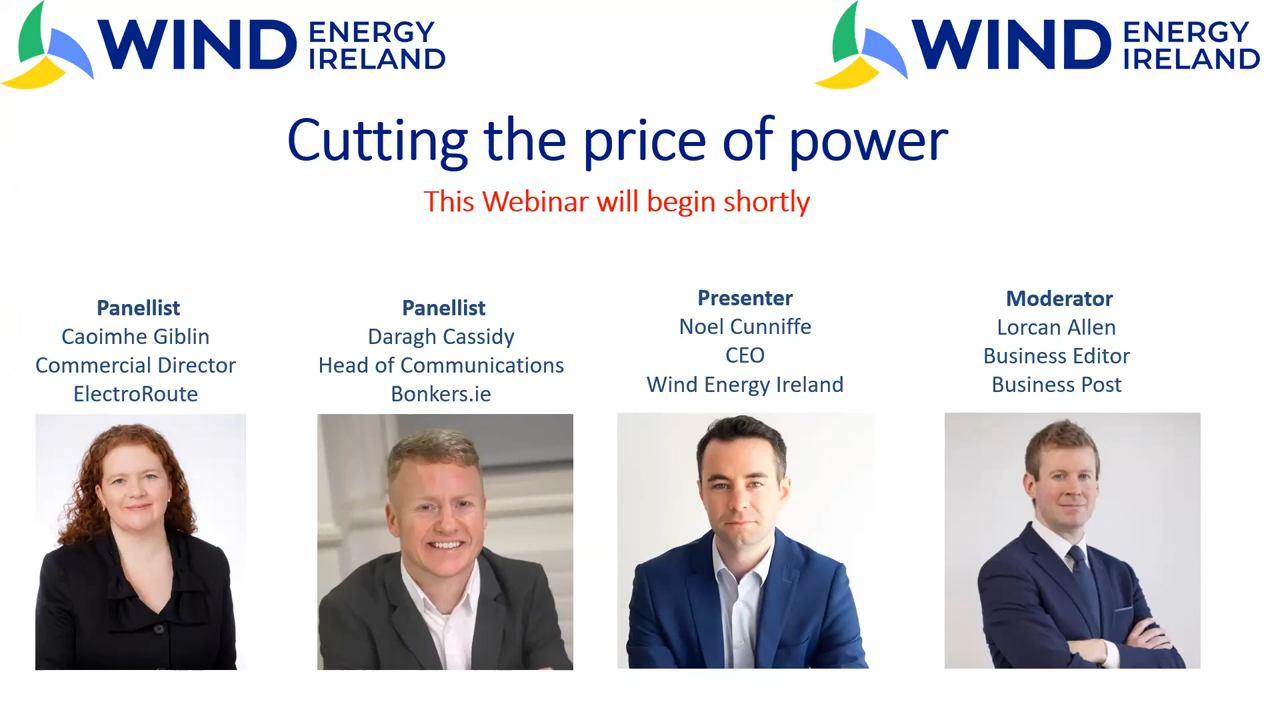 WIND ENERGY IRELAND
WIND ENERGY IRELAND
Cutting the price of power
This Webinar will begin shortly
Panellist
Caoimhe Giblin
Commercial Director
ElectroRoute
Panellist
Daragh Cassidy
Head of Communications
Bonkers.ie
Presenter
Noel Cunniffe
CEO
Wind Energy Ireland
Moderator
Lorcan Allen
Business Editor
Business Post